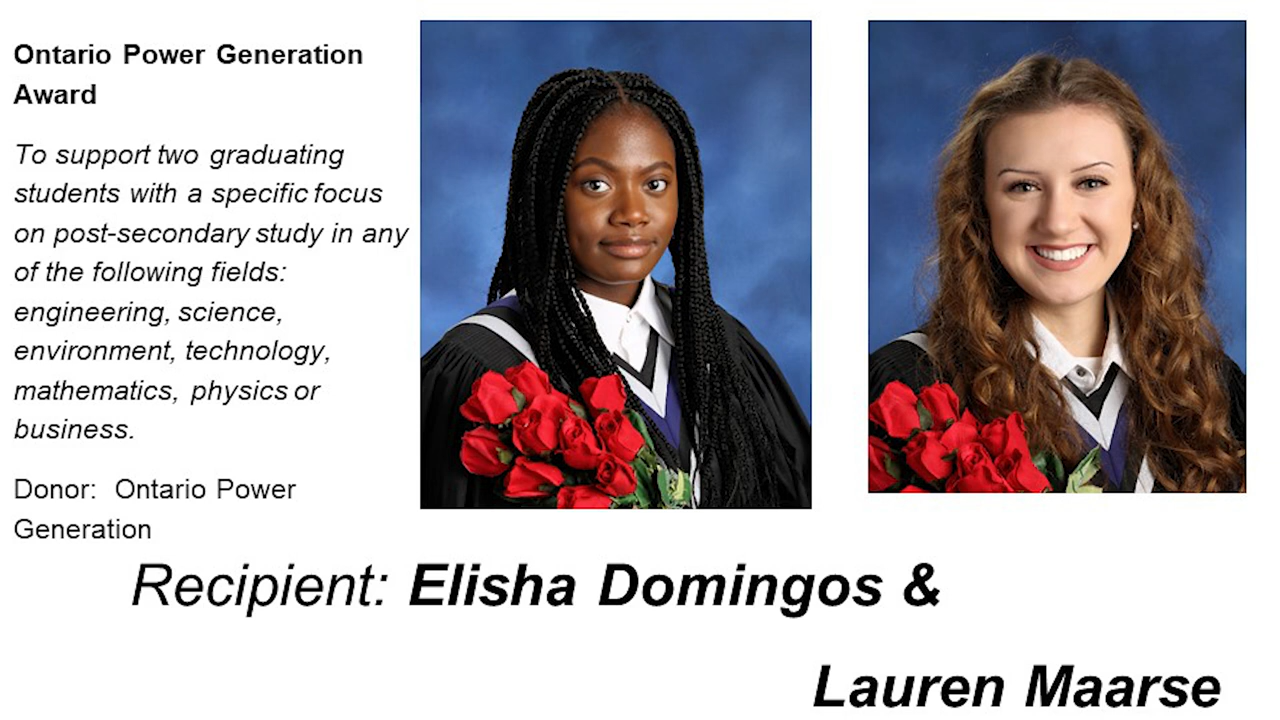 Ontario Power Generation
Award
To support two graduating
students with a specific focus
on post-secondary study in any
of the following fields:
engineering, science,
environment, technology,
mathematics, physics or
business.
Donor: Ontario Power
Generation
Recipient: Elisha Domingos &
Lauren Maarse